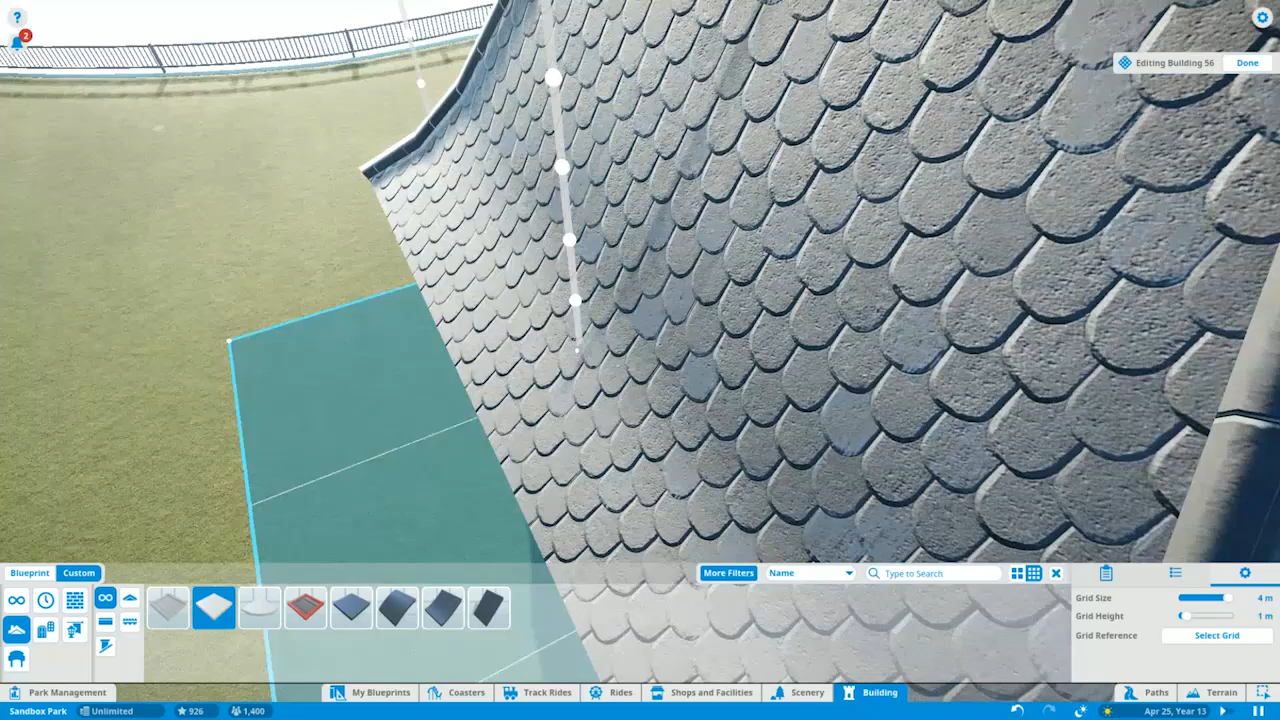 ?
2
Editing Building 56
Done
Blueprint
Custom
More Filters
Name
Type to Search
Grid Size
4 m
Grid Height
1 m
Grid Reference
Select Grid
Park Management
My Blueprints
Coasters
Track Rides
Rides
Shops and Facilities
Scenery
Building
Paths
Terrain
Sandbox Park
Unlimited
926
1,400
Apr 25, Year 13